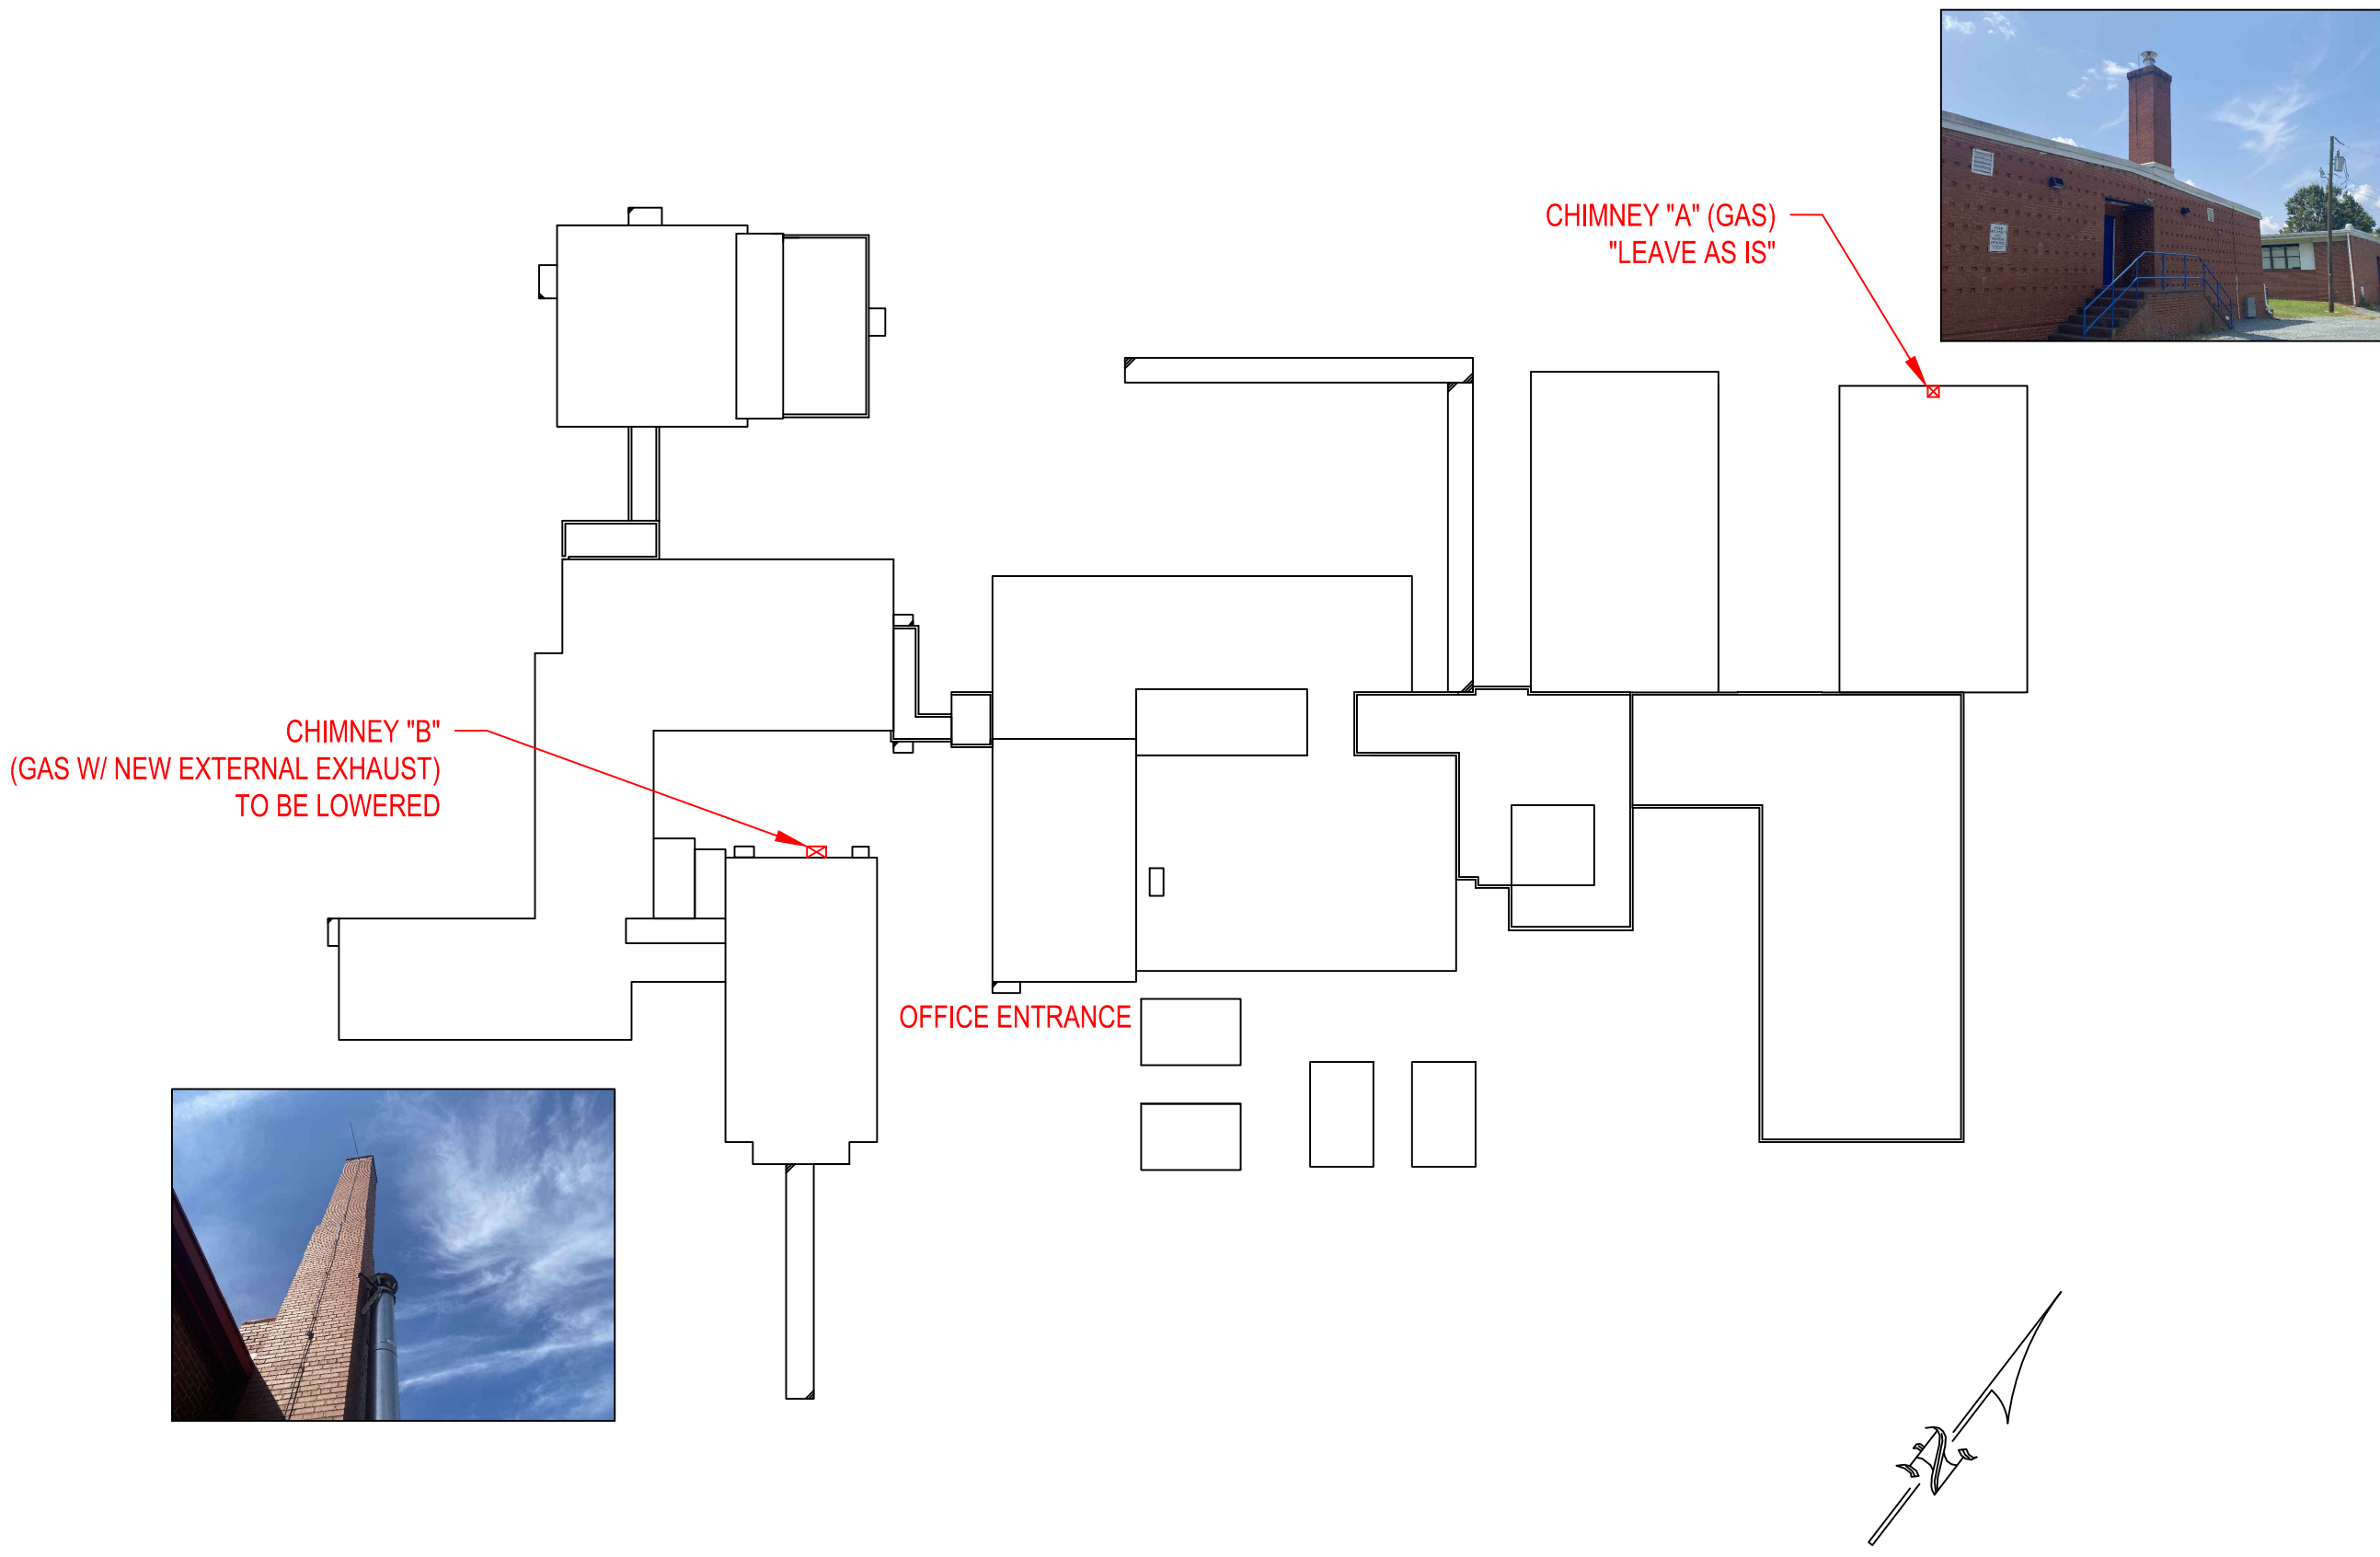 CHIMNEY "A" (GAS)
"LEAVE AS IS"
CHIMNEY "B"
(GAS W/ NEW EXTERNAL EXHAUST)
TO BE LOWERED
OFFICE ENTRANCE
N